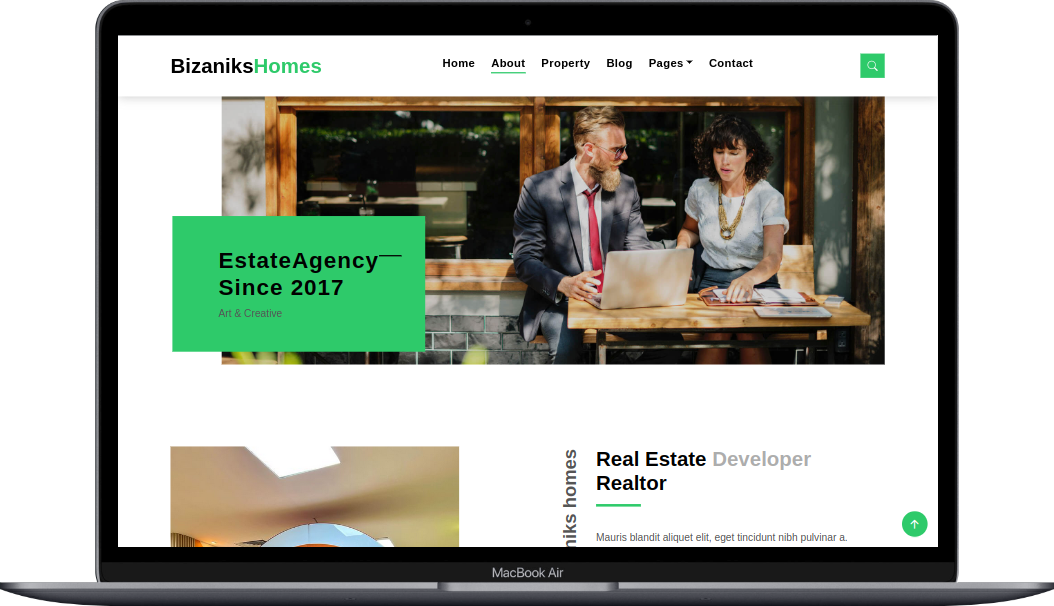 BizaniksHomes
Home About Property Blog Pages Contact
EstateAgency
Since 2017
Art & Creative
niks homes
Real Estate Developer
Realtor
Mauris blandit aliquet elit, eget tincidunt nibh pulvinar a.
MacBook Air